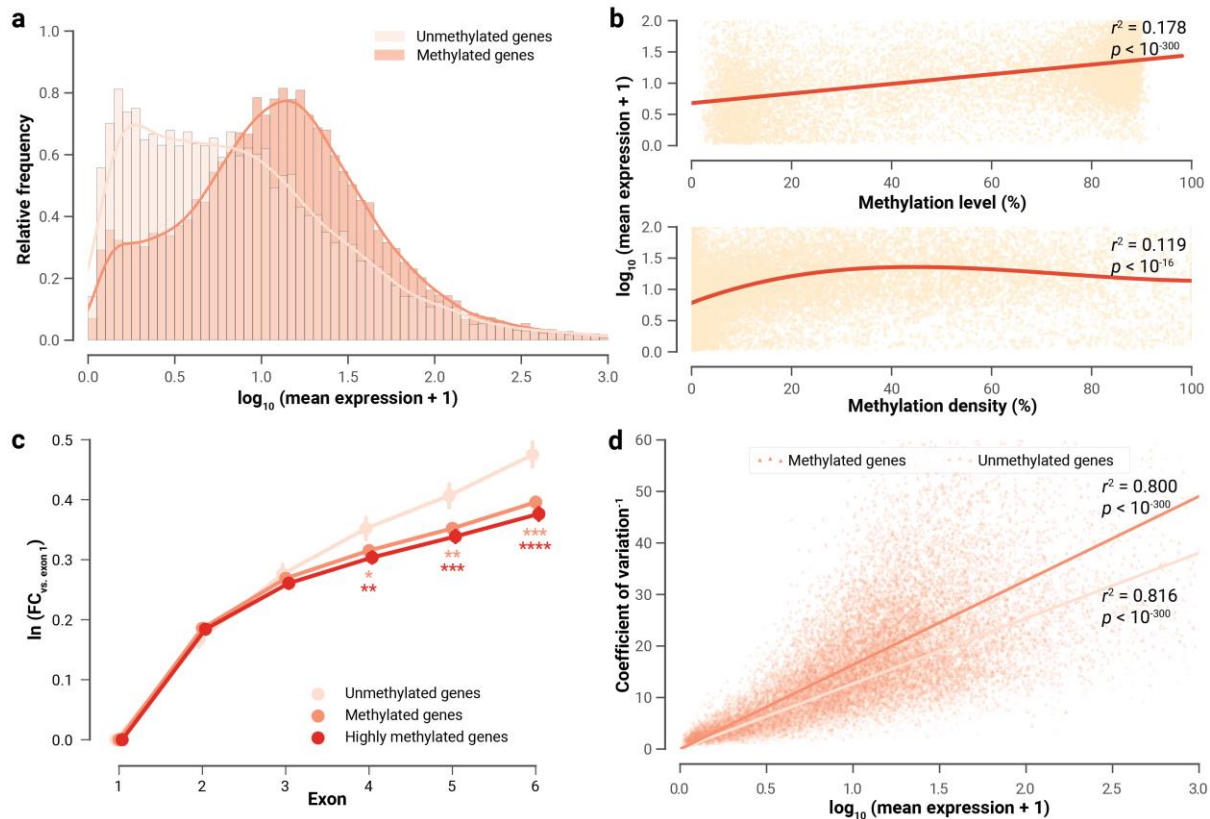 a
1.0
0.8
0.6
0.4
0.2
0.0
Relative frequency
Unmethylated genes
Methylated genes
0.0 0.5 1.0 1.5 2.0 2.5 3.0
log₁₀ (mean expression + 1)
b
2.0
1.5
1.0
0.5
0.0
r² = 0.178
p < 10⁻³⁰⁰
0 20 40 60 80 100
Methylation level (%)
log₁₀ (mean expression + 1)
2.0
1.5
1.0
0.5
0.0
r² = 0.119
p < 10⁻¹⁶
0 20 40 60 80 100
Methylation density (%)
c
0.5
0.4
0.3
0.2
0.1
0.0
ln (FC vs. exon 1)
* ** ***
** *** ****
Unmethylated genes
Methylated genes
Highly methylated genes
1 2 3 4 5 6
Exon
d
60
50
40
30
20
10
0
Coefficient of variation⁻¹
Methylated genes Unmethylated genes
r² = 0.800
p < 10⁻³⁰⁰
r² = 0.816
p < 10⁻³⁰⁰
0.0 0.5 1.0 1.5 2.0 2.5 3.0
log₁₀ (mean expression + 1)